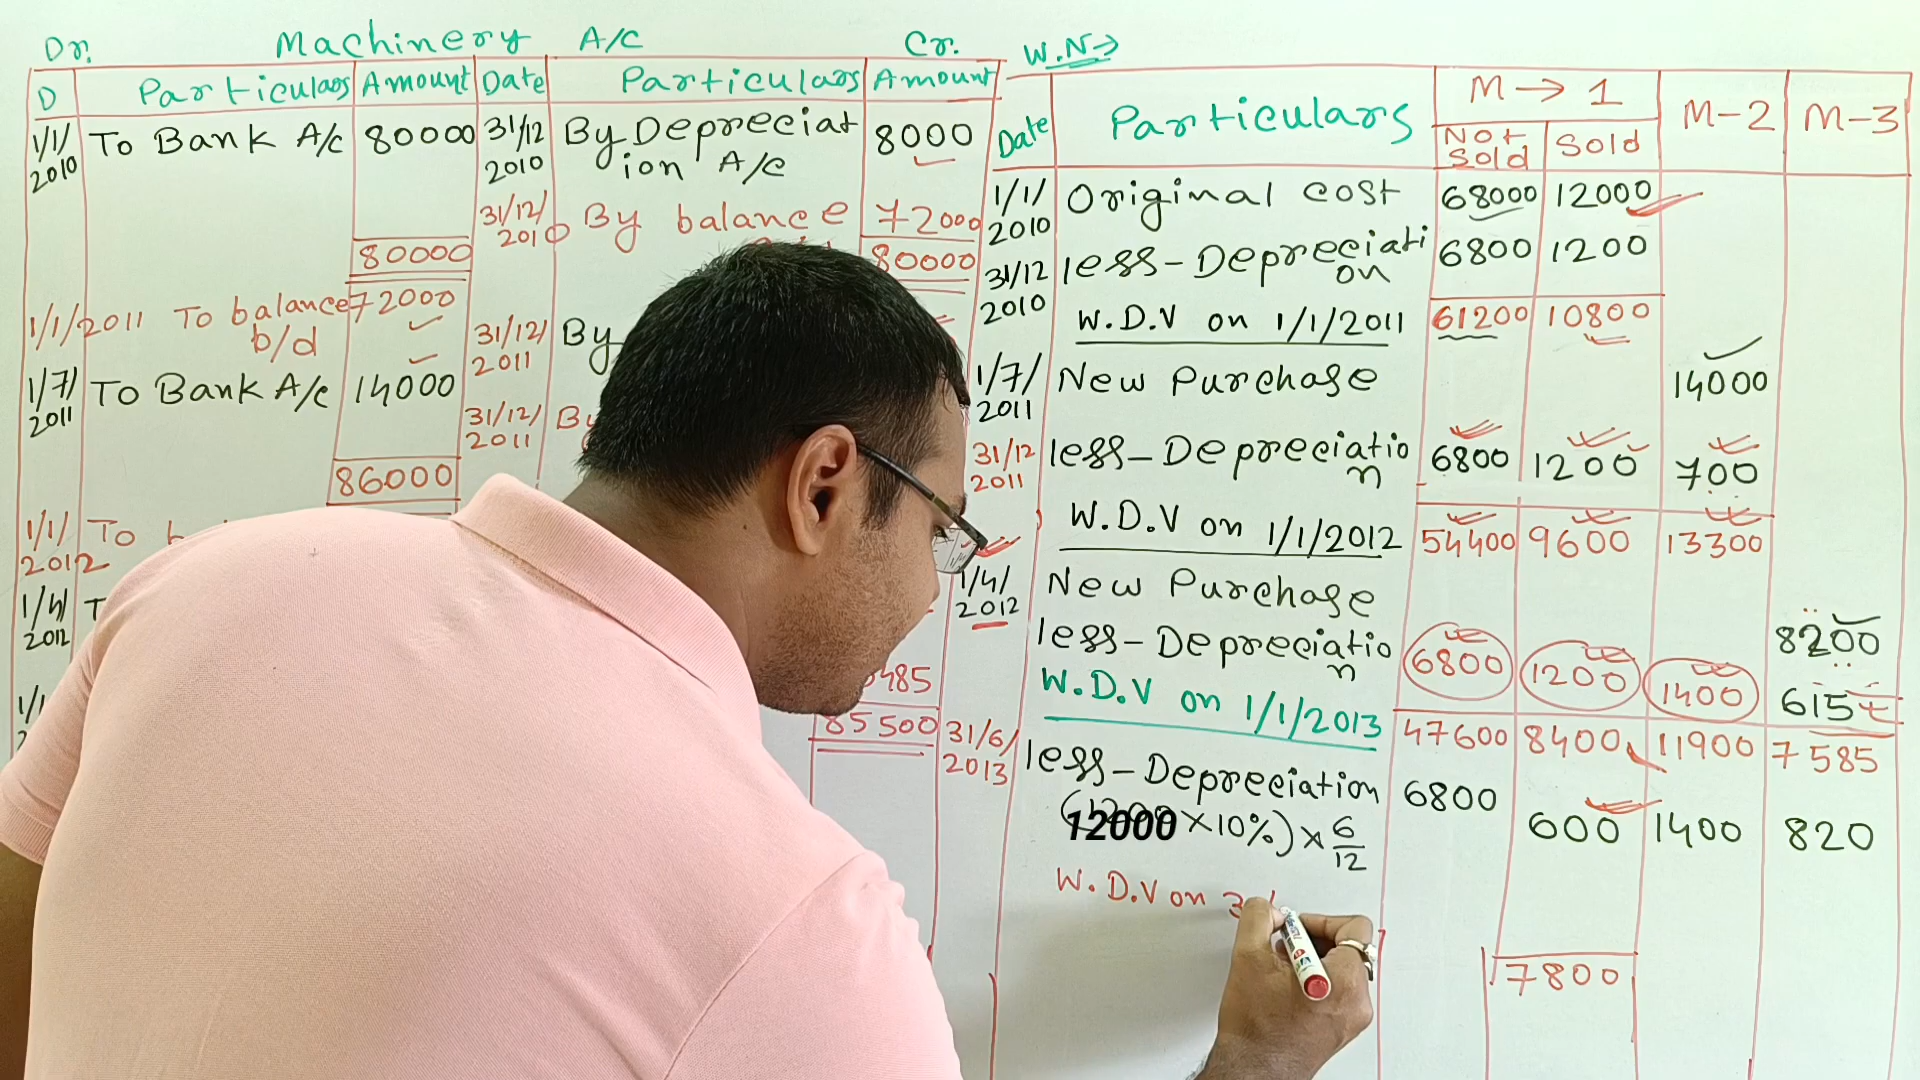 Dr. Machinery A/C Cr.
D Particulars Amount Date Particulars Amount
1/1/ 2010 To Bank A/c 80000 31/12 2010 By Depreciat ion A/c 8000
31/12/ 2010 By balance 72000
80000 80000
1/1/2011 To balance b/d 72000
31/12/ 2011 By
1/7/ 2011 To Bank A/c 14000
31/12/ 2011 By
86000
1/1/ 2012 To b
1/4/ 2012 T
485
85500
W.N→
Date Particulars M→1 M-2 M-3
Not Sold Sold
1/1/ 2010 Original cost 68000 12000
31/12 2010 less-Depreciati on 6800 1200
W.D.V on 1/1/2011 61200 10800
1/7/ 2011 New Purchase 14000
31/12 2011 less-Depreciatio n 6800 1200 700
W.D.V on 1/1/2012 54400 9600 13300
1/4/ 2012 New Purchase 8200
less-Depreciatio n 6800 1200 1400 615
W.D.V on 1/1/2013 47600 8400 11900 7585
31/6/ 2013 less-Depreciation 6800
12000 ×10%)×6/12 600 1400 820
W.D.V on 3
7800